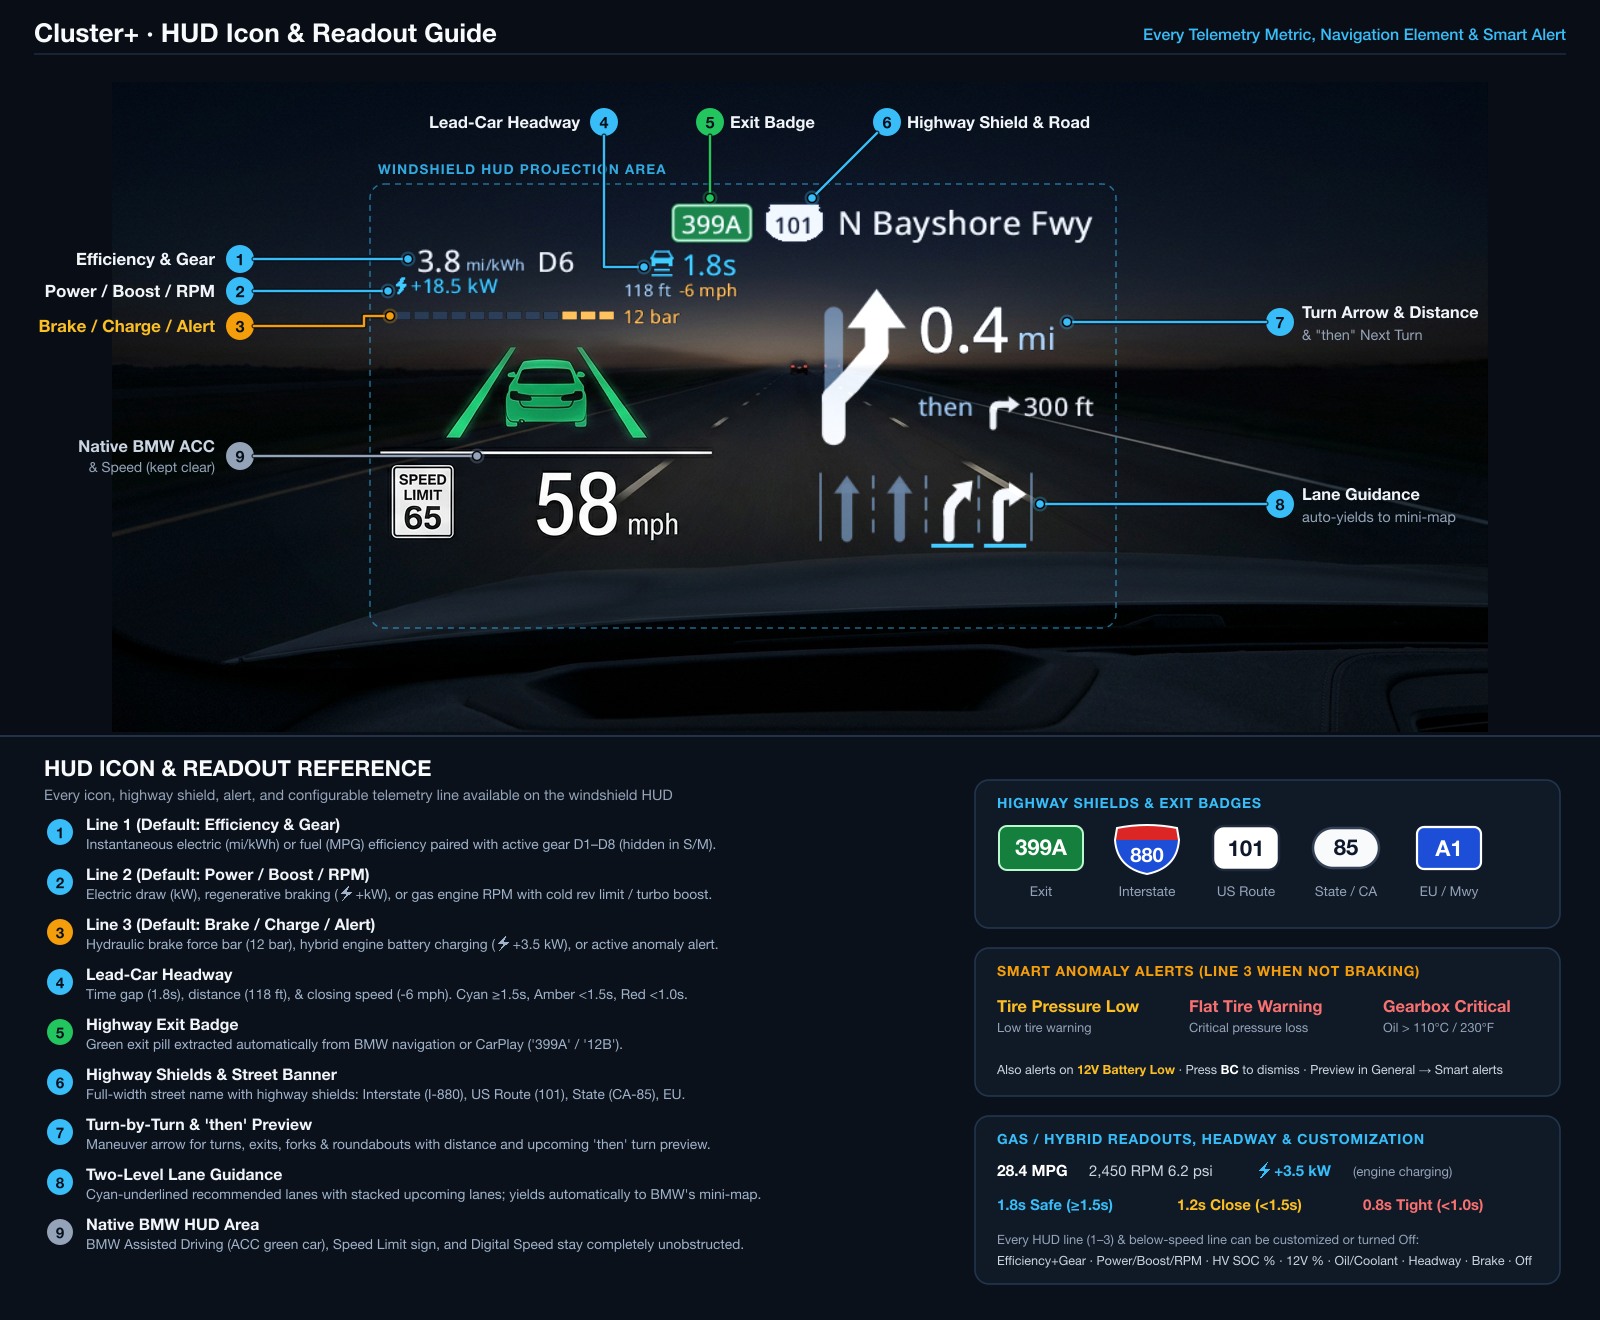 Cluster+ · HUD Icon & Readout Guide
Every Telemetry Metric, Navigation Element & Smart Alert
Lead-Car Headway 4
5 Exit Badge
6 Highway Shield & Road
WINDSHIELD HUD PROJECTION AREA
399A 101 N Bayshore Fwy
Efficiency & Gear 1
3.8 mi/kWh D6
1.8s
Power / Boost / RPM 2
+18.5 kW
118 ft -6 mph
Brake / Charge / Alert 3
12 bar
0.4 mi
7 Turn Arrow & Distance
& "then" Next Turn
then 300 ft
Native BMW ACC
& Speed (kept clear)
9
SPEED
LIMIT
65
58 mph
8 Lane Guidance
auto-yields to mini-map
HUD ICON & READOUT REFERENCE
Every icon, highway shield, alert, and configurable telemetry line available on the windshield HUD
1 Line 1 (Default: Efficiency & Gear)
Instantaneous electric (mi/kWh) or fuel (MPG) efficiency paired with active gear D1–D8 (hidden in S/M).
2 Line 2 (Default: Power / Boost / RPM)
Electric draw (kW), regenerative braking (⚡+kW), or gas engine RPM with cold rev limit / turbo boost.
3 Line 3 (Default: Brake / Charge / Alert)
Hydraulic brake force bar (12 bar), hybrid engine battery charging (⚡+3.5 kW), or active anomaly alert.
4 Lead-Car Headway
Time gap (1.8s), distance (118 ft), & closing speed (-6 mph). Cyan ≥1.5s, Amber <1.5s, Red <1.0s.
5 Highway Exit Badge
Green exit pill extracted automatically from BMW navigation or CarPlay ('399A' / '12B').
6 Highway Shields & Street Banner
Full-width street name with highway shields: Interstate (I-880), US Route (101), State (CA-85), EU.
7 Turn-by-Turn & 'then' Preview
Maneuver arrow for turns, exits, forks & roundabouts with distance and upcoming 'then' turn preview.
8 Two-Level Lane Guidance
Cyan-underlined recommended lanes with stacked upcoming lanes; yields automatically to BMW's mini-map.
9 Native BMW HUD Area
BMW Assisted Driving (ACC green car), Speed Limit sign, and Digital Speed stay completely unobstructed.
HIGHWAY SHIELDS & EXIT BADGES
399A 880 101 85 A1
Exit Interstate US Route State / CA EU / Mwy
SMART ANOMALY ALERTS (LINE 3 WHEN NOT BRAKING)
Tire Pressure Low Flat Tire Warning Gearbox Critical
Low tire warning Critical pressure loss Oil > 110°C / 230°F
Also alerts on 12V Battery Low · Press BC to dismiss · Preview in General → Smart alerts
GAS / HYBRID READOUTS, HEADWAY & CUSTOMIZATION
28.4 MPG 2,450 RPM 6.2 psi ⚡+3.5 kW (engine charging)
1.8s Safe (≥1.5s) 1.2s Close (<1.5s) 0.8s Tight (<1.0s)
Every HUD line (1–3) & below-speed line can be customized or turned Off:
Efficiency+Gear · Power/Boost/RPM · HV SOC % · 12V % · Oil/Coolant · Headway · Brake · Off